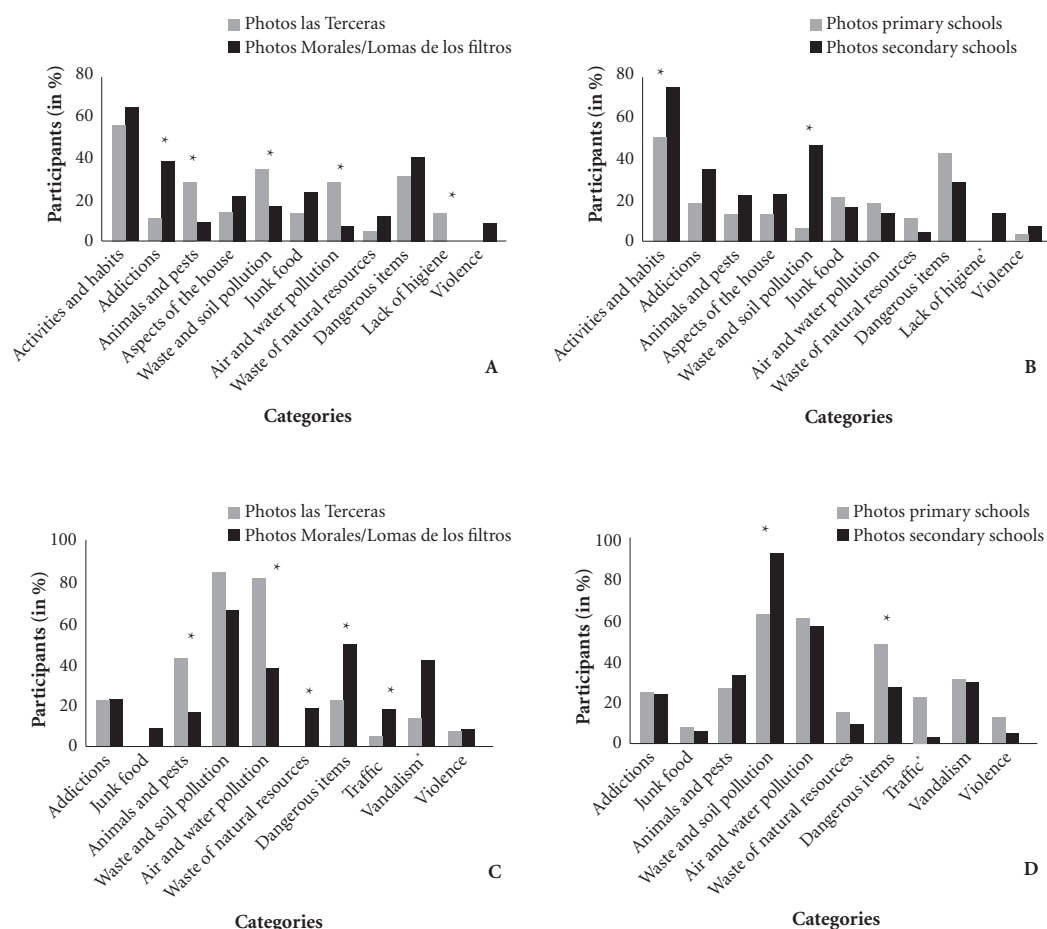 Photos las Terceras
Photos Morales/Lomas de los filtros
Participants (in %)
80
60
40
20
0
*
*
*
*
*
Activities and habits
Addictions
Animals and pests
Aspects of the house
Waste and soil pollution
Junk food
Air and water pollution
Waste of natural resources
Dangerous items
Lack of higiene
Violence
A
Categories
Photos primary schools
Photos secondary schools
Participants (in %)
80
60
40
20
0
*
*
Activities and habits
Addictions
Animals and pests
Aspects of the house
Waste and soil pollution
Junk food
Air and water pollution
Waste of natural resources
Dangerous items
Lack of higiene*
Violence
B
Categories
Photos las Terceras
Photos Morales/Lomas de los filtros
Participants (in %)
100
80
60
40
20
0
*
*
*
*
*
Addictions
Junk food
Animals and pests
Waste and soil pollution
Air and water pollution
Waste of natural resources
Dangerous items
Traffic
Vandalism*
Violence
C
Categories
Photos primary schools
Photos secondary schools
Participants (in %)
100
80
60
40
20
0
*
*
Addictions
Junk food
Animals and pests
Waste and soil pollution
Air and water pollution
Waste of natural resources
Dangerous items
Traffic*
Vandalism
Violence
D
Categories